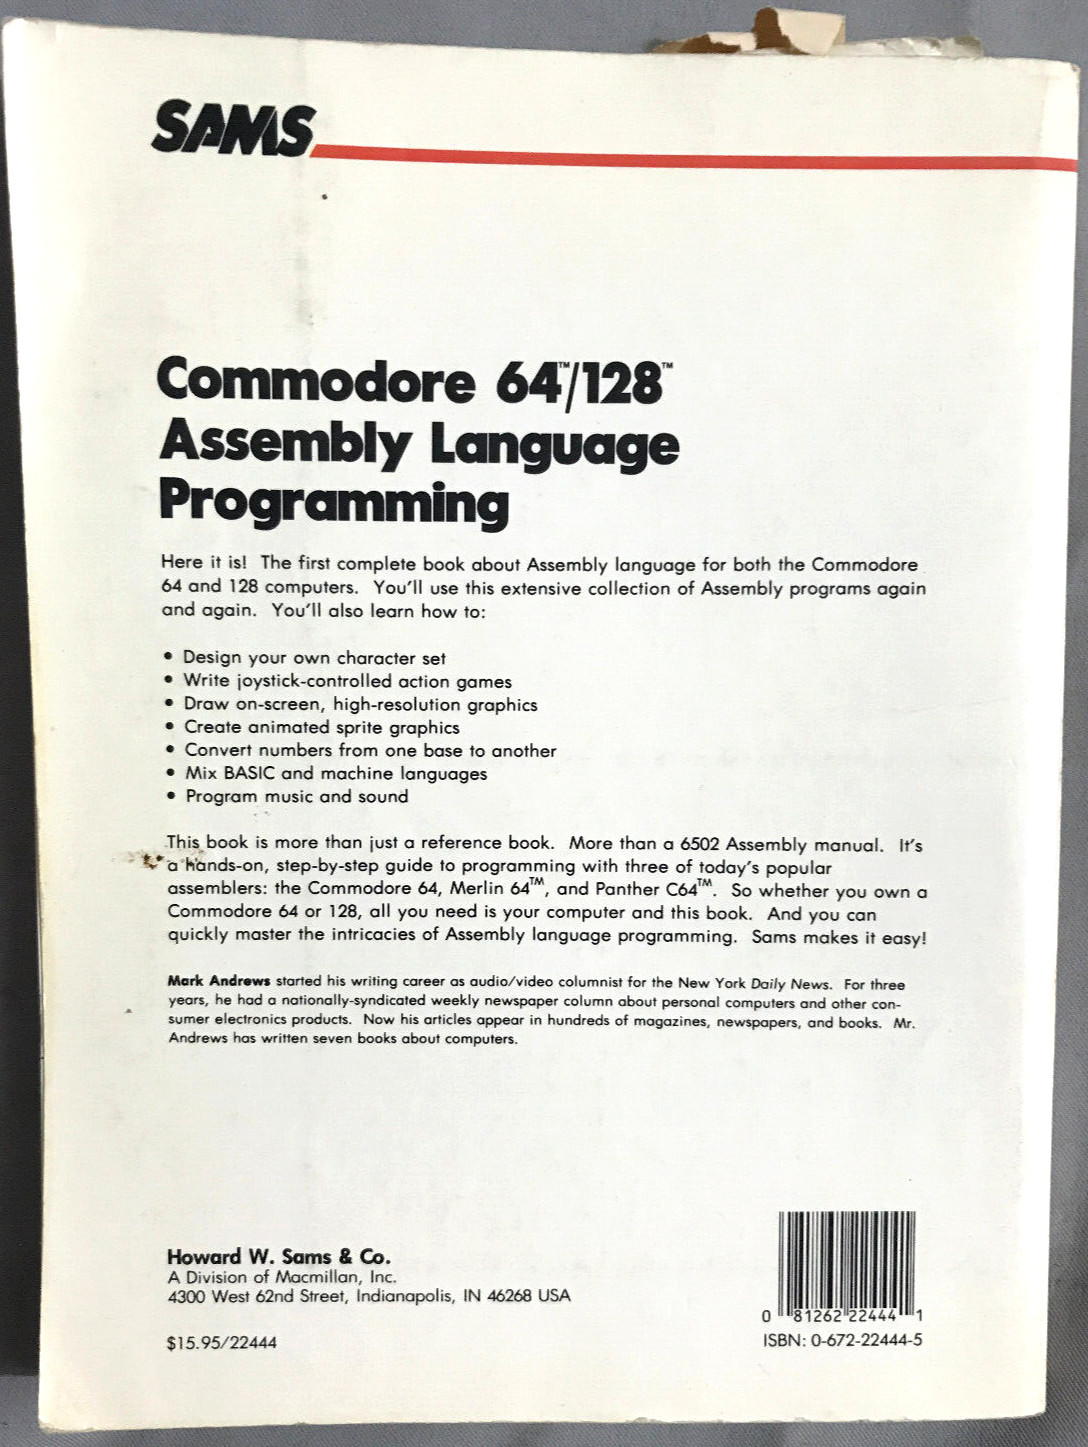 SAMS
Commodore 64™/128™
Assembly Language
Programming
Here it is! The first complete book about Assembly language for both the Commodore
64 and 128 computers. You'll use this extensive collection of Assembly programs again
and again. You'll also learn how to:
• Design your own character set
• Write joystick-controlled action games
• Draw on-screen, high-resolution graphics
• Create animated sprite graphics
• Convert numbers from one base to another
• Mix BASIC and machine languages
• Program music and sound
This book is more than just a reference book. More than a 6502 Assembly manual. It's
a hands-on, step-by-step guide to programming with three of today's popular
assemblers: the Commodore 64, Merlin 64™, and Panther C64™. So whether you own a
Commodore 64 or 128, all you need is your computer and this book. And you can
quickly master the intricacies of Assembly language programming. Sams makes it easy!
Mark Andrews started his writing career as audio/video columnist for the New York Daily News. For three
years, he had a nationally-syndicated weekly newspaper column about personal computers and other con-
sumer electronics products. Now his articles appear in hundreds of magazines, newspapers, and books. Mr.
Andrews has written seven books about computers.
Howard W. Sams & Co.
A Division of Macmillan, Inc.
4300 West 62nd Street, Indianapolis, IN 46268 USA
$15.95/22444
0 81262 22444 1
ISBN: 0-672-22444-5